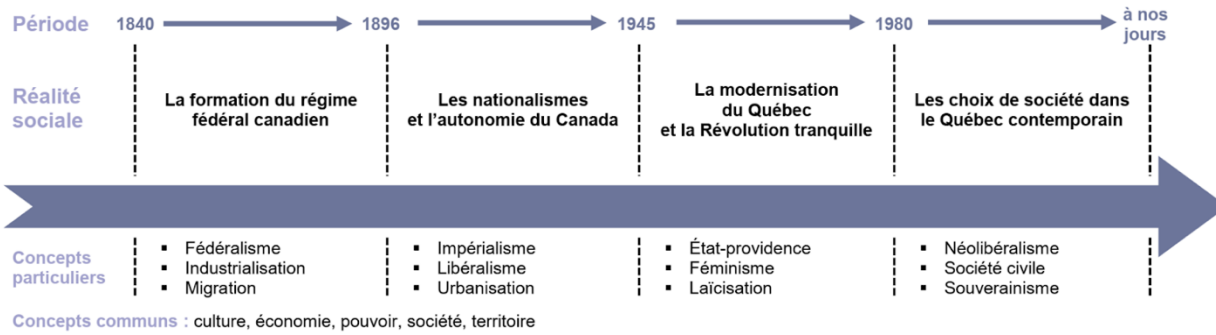 Période 1840 1896 1945 1980 à nos
jours
Réalité
sociale
La formation du régime
fédéral canadien
Les nationalismes
et l'autonomie du Canada
La modernisation
du Québec
et la Révolution tranquille
Les choix de société dans
le Québec contemporain
Concepts
particuliers
▪ Fédéralisme
▪ Industrialisation
▪ Migration
▪ Impérialisme
▪ Libéralisme
▪ Urbanisation
▪ État-providence
▪ Féminisme
▪ Laïcisation
▪ Néolibéralisme
▪ Société civile
▪ Souverainisme
Concepts communs : culture, économie, pouvoir, société, territoire